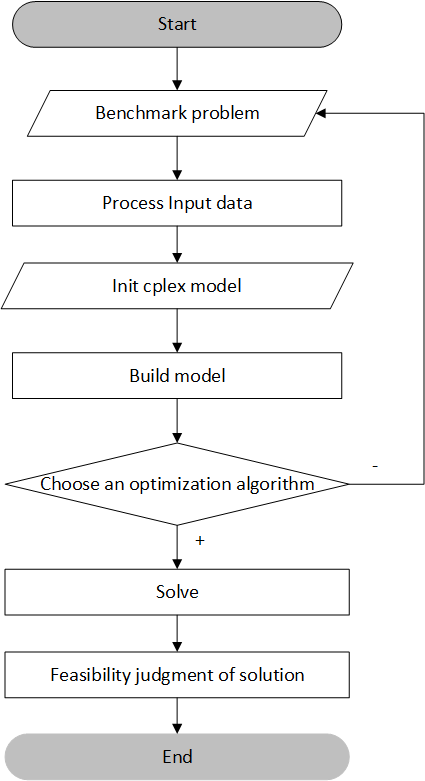 Start
Benchmark problem
Process Input data
Init cplex model
Build model
-
Choose an optimization algorithm
+
Solve
Feasibility judgment of solution
End